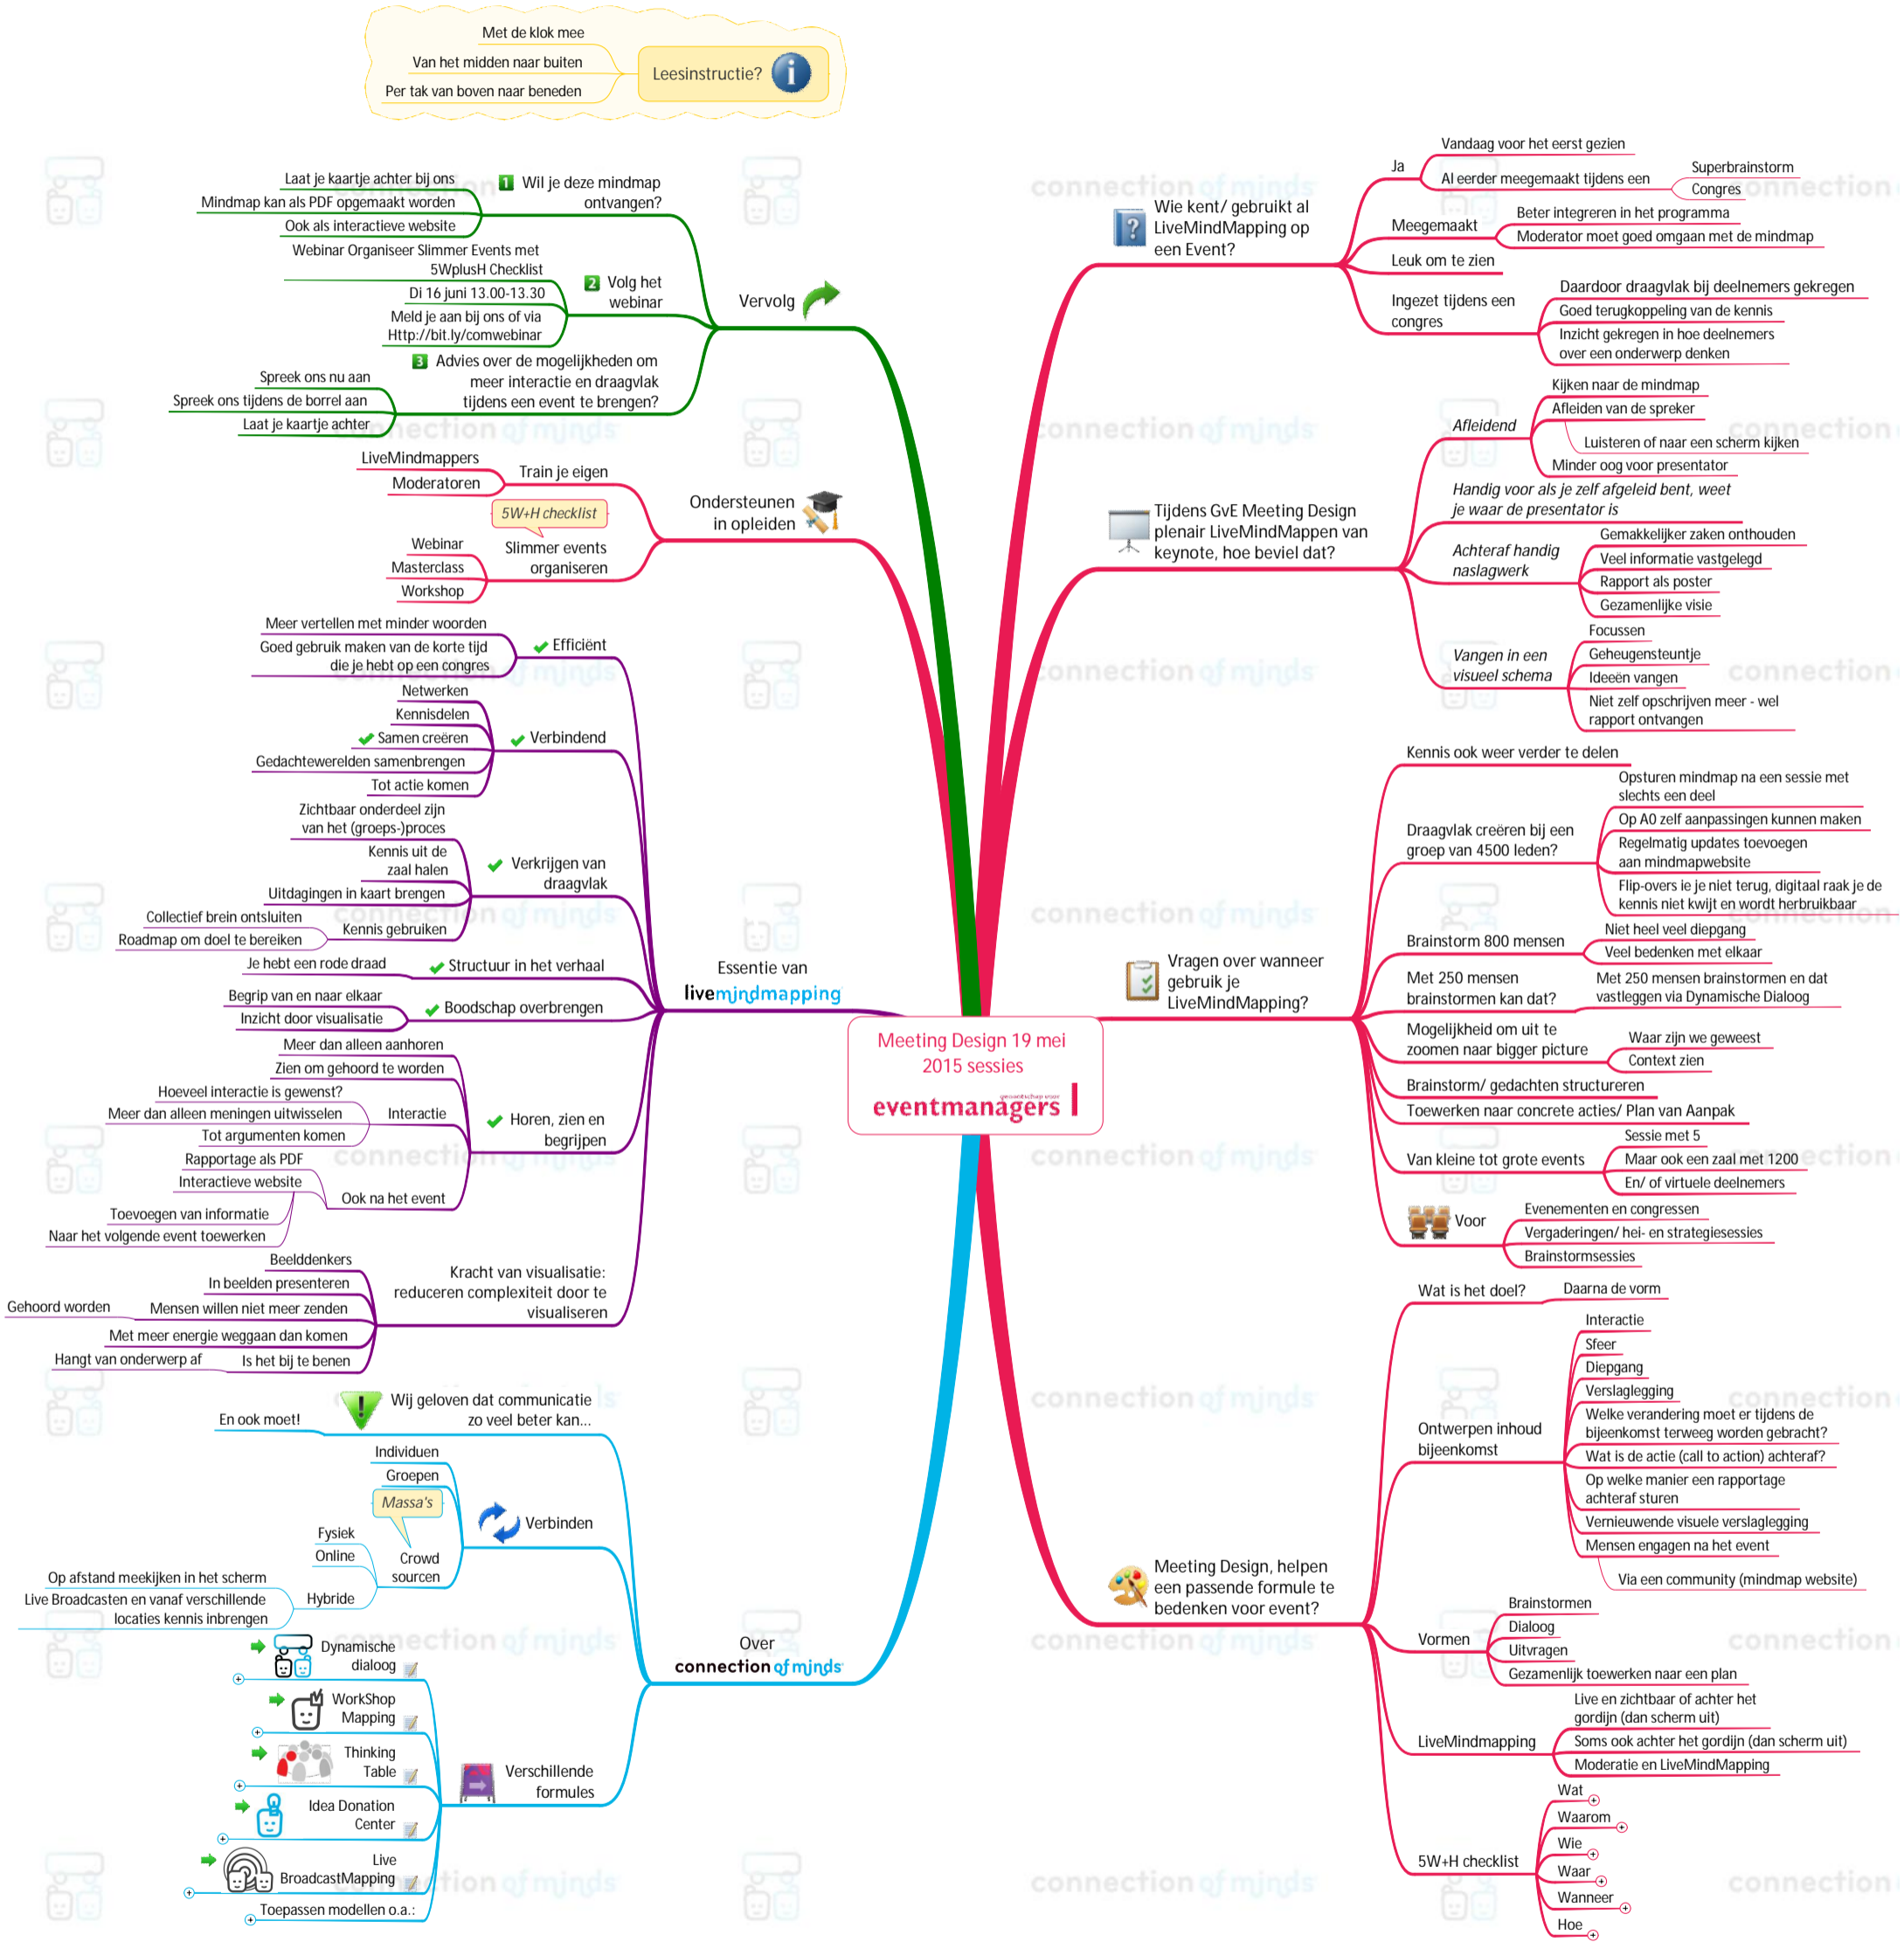 Leesinstructie?
Met de klok mee
Van het midden naar buiten
Per tak van boven naar beneden
Meeting Design 19 mei
2015 sessies
genootschap voor
eventmanagers
Wie kent/ gebruikt al
LiveMindMapping op
een Event?
Ja
Vandaag voor het eerst gezien
Al eerder meegemaakt tijdens een
Superbrainstorm
Congres
Meegemaakt
Beter integreren in het programma
Moderator moet goed omgaan met de mindmap
Leuk om te zien
Ingezet tijdens een
congres
Daardoor draagvlak bij deelnemers gekregen
Goed terugkoppeling van de kennis
Inzicht gekregen in hoe deelnemers
over een onderwerp denken
Tijdens GvE Meeting Design
plenair LiveMindMappen van
keynote, hoe beviel dat?
Afleidend
Kijken naar de mindmap
Afleiden van de spreker
Luisteren of naar een scherm kijken
Minder oog voor presentator
Handig voor als je zelf afgeleid bent, weet
je waar de presentator is
Achteraf handig
naslagwerk
Gemakkelijker zaken onthouden
Veel informatie vastgelegd
Rapport als poster
Gezamenlijke visie
Vangen in een
visueel schema
Focussen
Geheugensteuntje
Ideeën vangen
Niet zelf opschrijven meer - wel
rapport ontvangen
Vragen over wanneer
gebruik je
LiveMindMapping?
Kennis ook weer verder te delen
Draagvlak creëren bij een
groep van 4500 leden?
Opsturen mindmap na een sessie met
slechts een deel
Op A0 zelf aanpassingen kunnen maken
Regelmatig updates toevoegen
aan mindmapwebsite
Flip-overs ie je niet terug, digitaal raak je de
kennis niet kwijt en wordt herbruikbaar
Brainstorm 800 mensen
Niet heel veel diepgang
Veel bedenken met elkaar
Met 250 mensen
brainstormen kan dat?
Met 250 mensen brainstormen en dat
vastleggen via Dynamische Dialoog
Mogelijkheid om uit te
zoomen naar bigger picture
Waar zijn we geweest
Context zien
Brainstorm/ gedachten structureren
Toewerken naar concrete acties/ Plan van Aanpak
Van kleine tot grote events
Sessie met 5
Maar ook een zaal met 1200
En/ of virtuele deelnemers
Voor
Evenementen en congressen
Vergaderingen/ hei- en strategiesessies
Brainstormsessies
Meeting Design, helpen
een passende formule te
bedenken voor event?
Wat is het doel?
Daarna de vorm
Ontwerpen inhoud
bijeenkomst
Interactie
Sfeer
Diepgang
Verslaglegging
Welke verandering moet er tijdens de
bijeenkomst terweeg worden gebracht?
Wat is de actie (call to action) achteraf?
Op welke manier een rapportage
achteraf sturen
Vernieuwende visuele verslaglegging
Mensen engagen na het event
Via een community (mindmap website)
Vormen
Brainstormen
Dialoog
Uitvragen
Gezamenlijk toewerken naar een plan
LiveMindmapping
Live en zichtbaar of achter het
gordijn (dan scherm uit)
Soms ook achter het gordijn (dan scherm uit)
Moderatie en LiveMindMapping
5W+H checklist
Wat
Waarom
Wie
Waar
Wanneer
Hoe
Over
connection of minds
Wij geloven dat communicatie
zo veel beter kan...
En ook moet!
Verbinden
Individuen
Groepen
Massa's
Crowd
sourcen
Fysiek
Online
Hybride
Op afstand meekijken in het scherm
Live Broadcasten en vanaf verschillende
locaties kennis inbrengen
Verschillende
formules
Dynamische
dialoog
WorkShop
Mapping
Thinking
Table
Idea Donation
Center
Live
BroadcastMapping
Toepassen modellen o.a.:
Essentie van
livemindmapping
Efficiënt
Meer vertellen met minder woorden
Goed gebruik maken van de korte tijd
die je hebt op een congres
Verbindend
Netwerken
Kennisdelen
Samen creëren
Gedachtewerelden samenbrengen
Tot actie komen
Verkrijgen van
draagvlak
Zichtbaar onderdeel zijn
van het (groeps-)proces
Kennis uit de
zaal halen
Uitdagingen in kaart brengen
Kennis gebruiken
Collectief brein ontsluiten
Roadmap om doel te bereiken
Structuur in het verhaal
Je hebt een rode draad
Boodschap overbrengen
Begrip van en naar elkaar
Inzicht door visualisatie
Horen, zien en
begrijpen
Meer dan alleen aanhoren
Zien om gehoord te worden
Interactie
Hoeveel interactie is gewenst?
Meer dan alleen meningen uitwisselen
Tot argumenten komen
Ook na het event
Rapportage als PDF
Interactieve website
Toevoegen van informatie
Naar het volgende event toewerken
Kracht van visualisatie:
reduceren complexiteit door te
visualiseren
Beelddenkers
In beelden presenteren
Mensen willen niet meer zenden
Gehoord worden
Met meer energie weggaan dan komen
Is het bij te benen
Hangt van onderwerp af
Ondersteunen
in opleiden
Train je eigen
LiveMindmappers
Moderatoren
5W+H checklist
Slimmer events
organiseren
Webinar
Masterclass
Workshop
Vervolg
1 Wil je deze mindmap
ontvangen?
Laat je kaartje achter bij ons
Mindmap kan als PDF opgemaakt worden
Ook als interactieve website
2 Volg het
webinar
Webinar Organiseer Slimmer Events met
5WplusH Checklist
Di 16 juni 13.00-13.30
Meld je aan bij ons of via
Http://bit.ly/comwebinar
3 Advies over de mogelijkheden om
meer interactie en draagvlak
tijdens een event te brengen?
Spreek ons nu aan
Spreek ons tijdens de borrel aan
Laat je kaartje achter